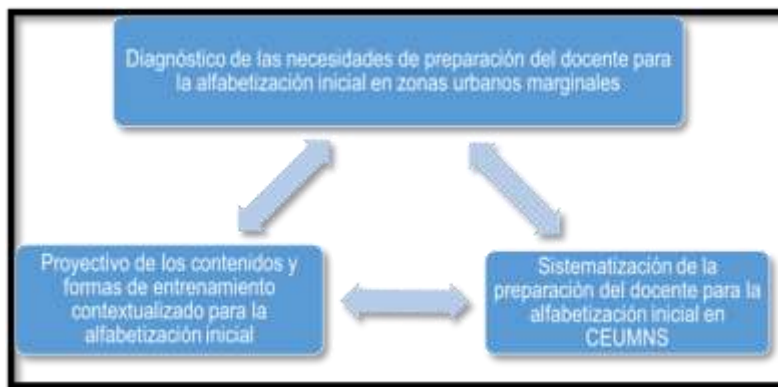 Diagnóstico de las necesidades de preparación del docente para
la alfabetización inicial en zonas urbanos marginales
Proyectivo de los contenidos y
formas de entrenamiento
contextualizado para la
alfabetización inicial
Sistematización de la
preparación del docente para la
alfabetización inicial en
CEUMNS